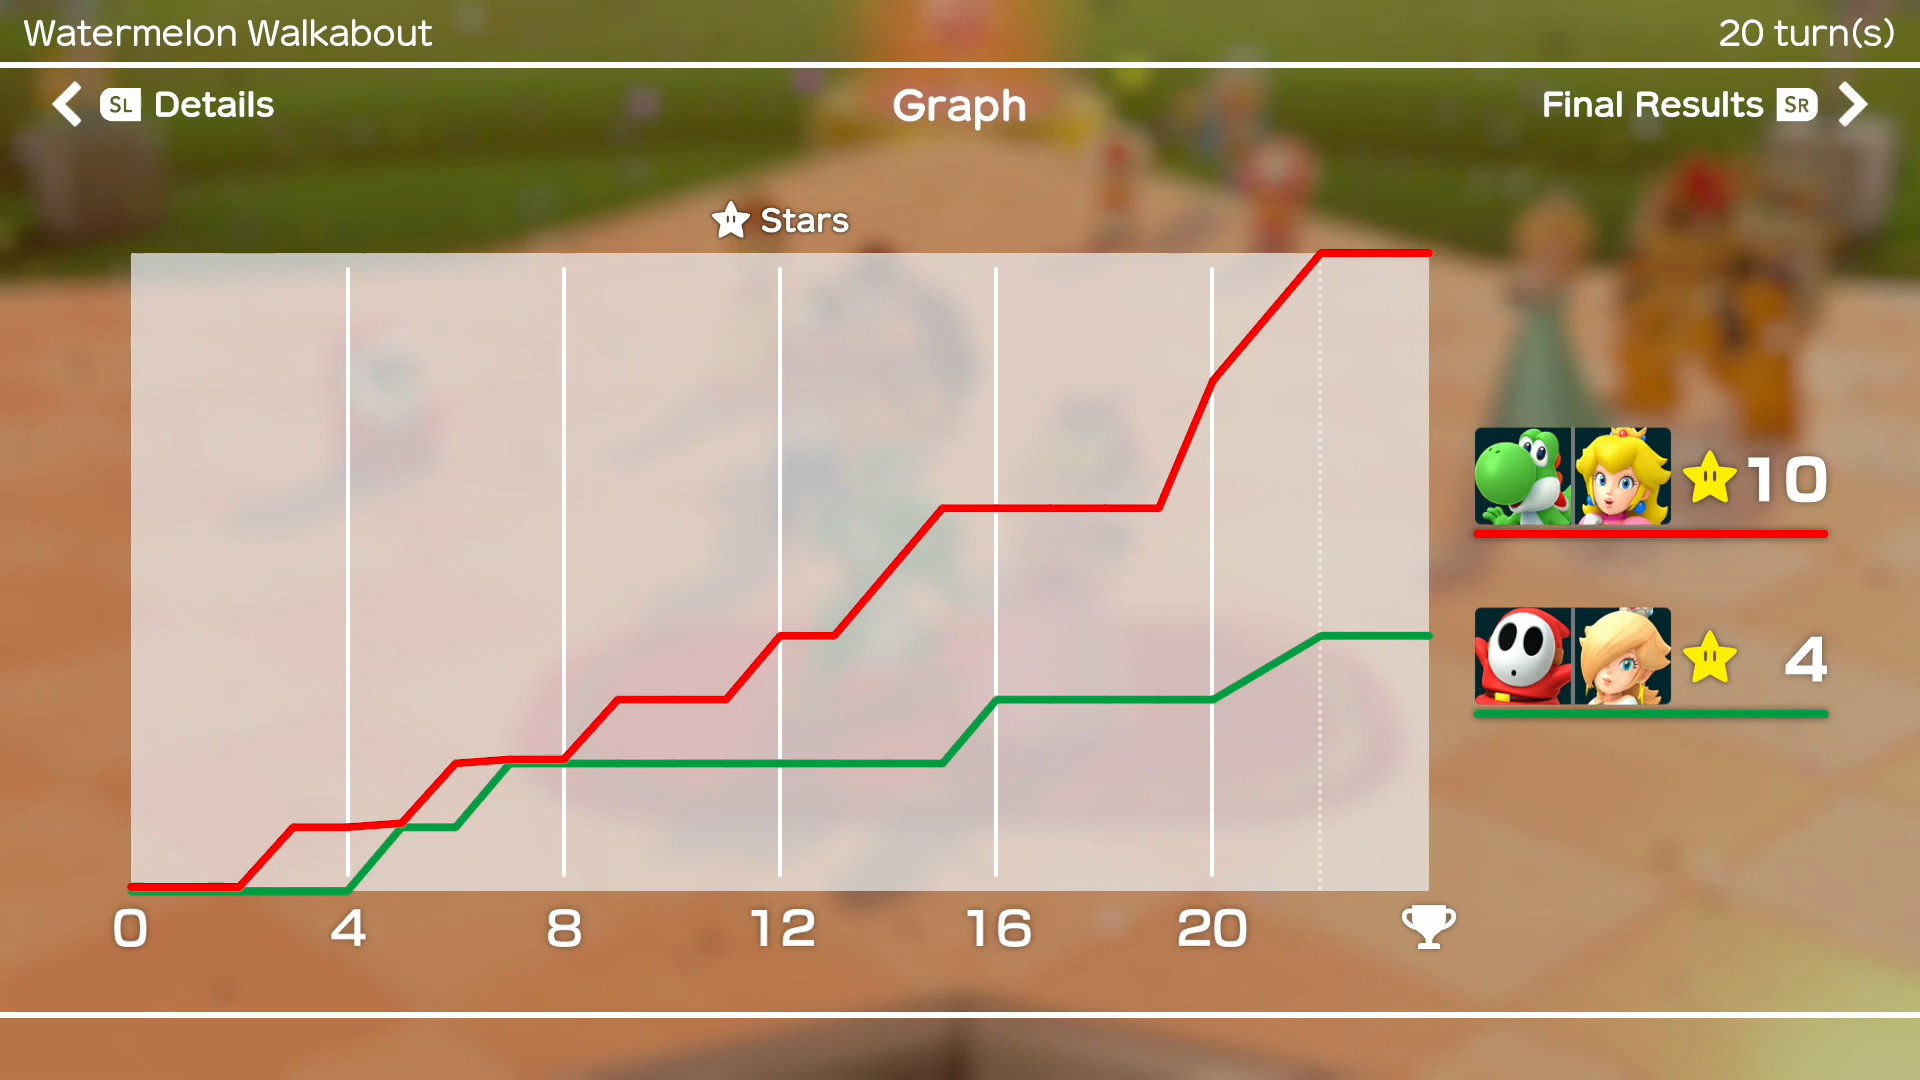 Watermelon Walkabout
20 turn(s)
SL Details
Graph
Final Results SR
Stars
10
4
0 4 8 12 16 20